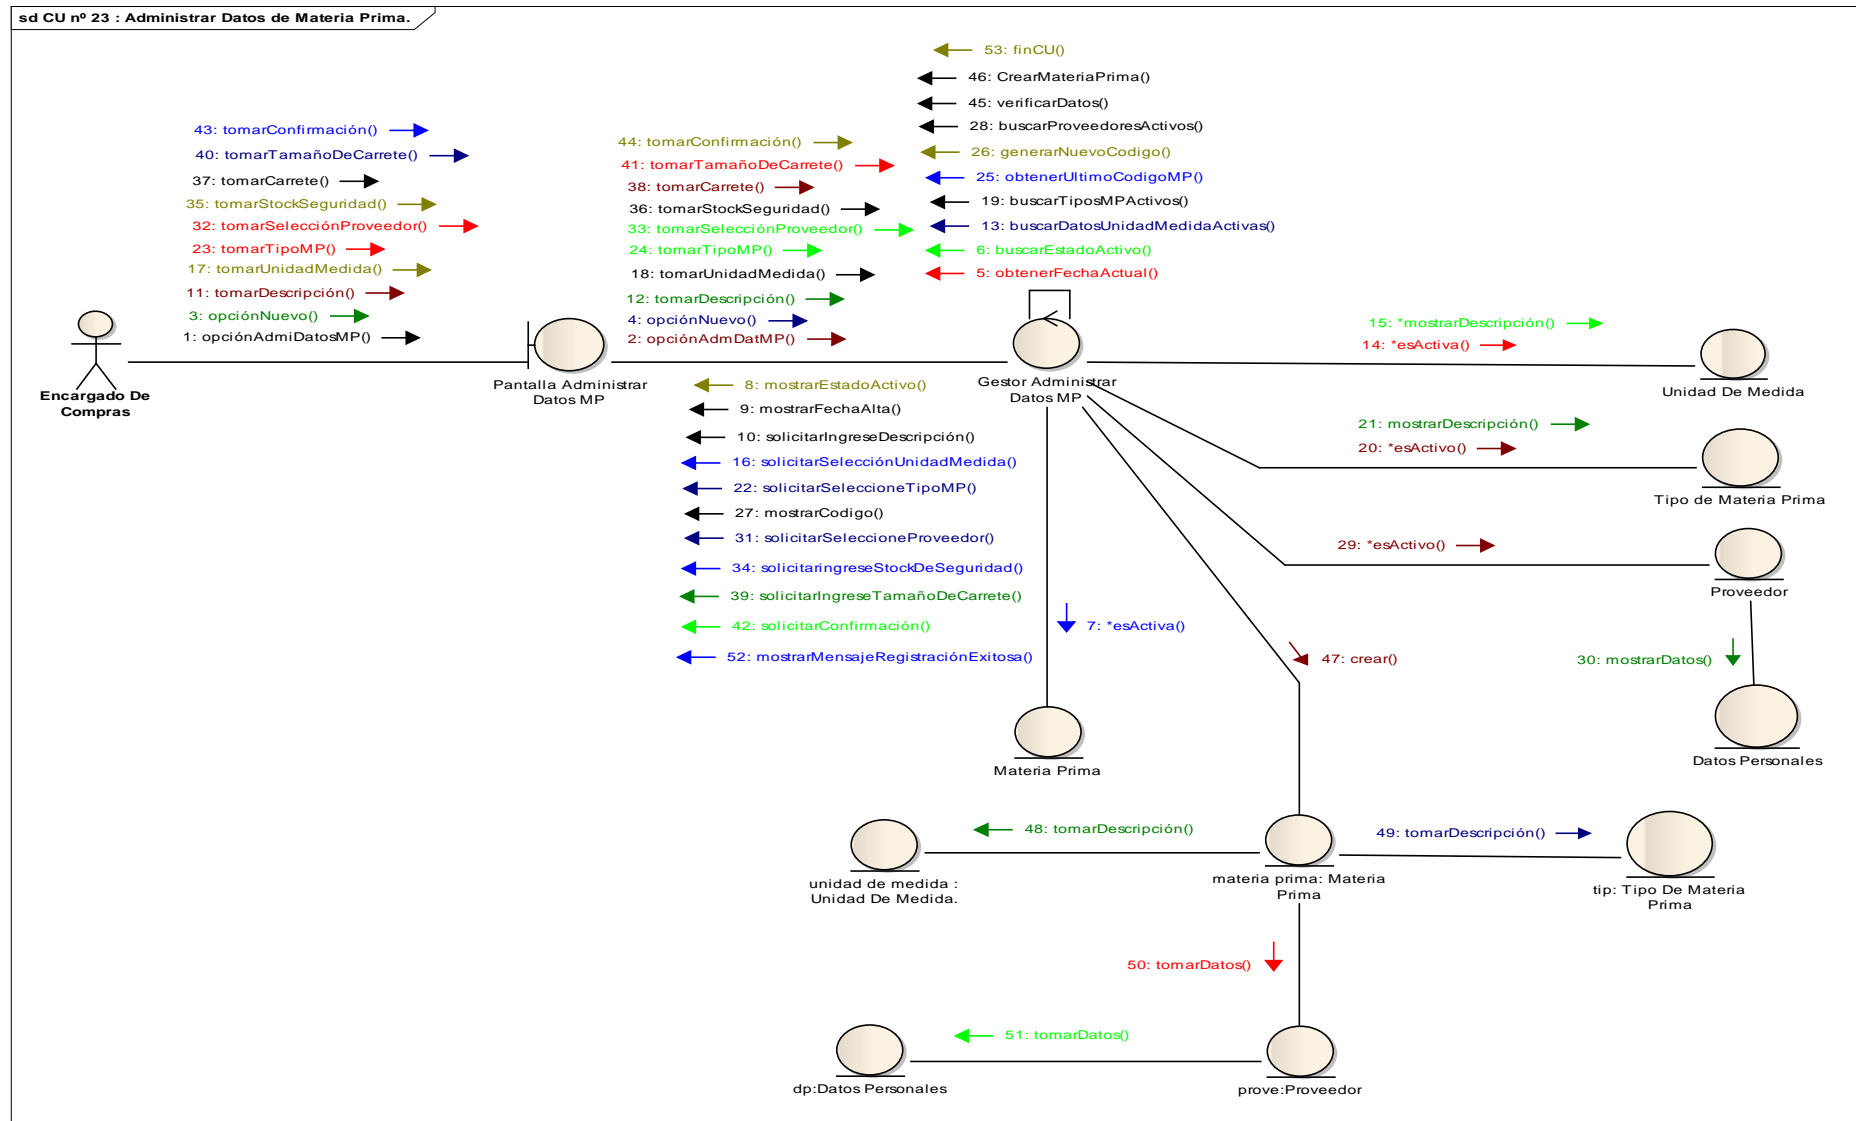 sd CU nº 23 : Administrar Datos de Materia Prima.
53: finCU()
46: CrearMateriaPrima()
45: verificarDatos()
28: buscarProveedoresActivos()
26: generarNuevoCodigo()
25: obtenerUltimoCodigoMP()
19: buscarTiposMPActivos()
13: buscarDatosUnidadMedidaActivas()
6: buscarEstadoActivo()
5: obtenerFechaActual()
43: tomarConfirmación()
40: tomarTamañoDeCarrete()
37: tomarCarrete()
35: tomarStockSeguridad()
32: tomarSelecciónProveedor()
23: tomarTipoMP()
17: tomarUnidadMedida()
11: tomarDescripción()
3: opciónNuevo()
1: opciónAdmiDatosMP()
44: tomarConfirmación()
41: tomarTamañoDeCarrete()
38: tomarCarrete()
36: tomarStockSeguridad()
33: tomarSelecciónProveedor()
24: tomarTipoMP()
18: tomarUnidadMedida()
12: tomarDescripción()
4: opciónNuevo()
2: opciónAdmDatMP()
Encargado De
Compras
Pantalla Administrar
Datos MP
Gestor Administrar
Datos MP
15: *mostrarDescripción()
14: *esActiva()
Unidad De Medida
21: mostrarDescripción()
20: *esActivo()
Tipo de Materia Prima
29: *esActivo()
Proveedor
30: mostrarDatos()
Datos Personales
8: mostrarEstadoActivo()
9: mostrarFechaAlta()
10: solicitarIngreseDescripción()
16: solicitarSelecciónUnidadMedida()
22: solicitarSeleccioneTipoMP()
27: mostrarCodigo()
31: solicitarSeleccioneProveedor()
34: solicitaringreseStockDeSeguridad()
39: solicitarIngreseTamañoDeCarrete()
42: solicitarConfirmación()
52: mostrarMensajeRegistraciónExitosa()
7: *esActiva()
47: crear()
Materia Prima
48: tomarDescripción()
49: tomarDescripción()
unidad de medida :
Unidad De Medida.
materia prima: Materia
Prima
tip: Tipo De Materia
Prima
50: tomarDatos()
51: tomarDatos()
dp:Datos Personales
prove:Proveedor